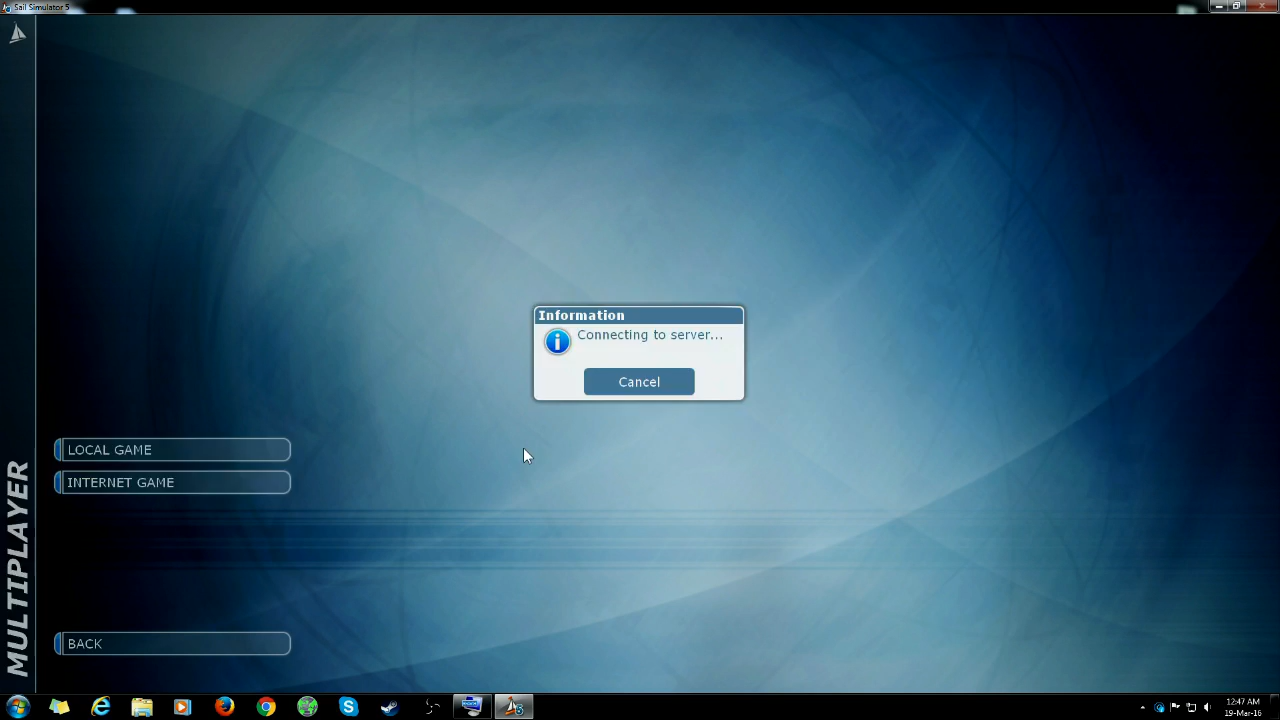 Sail Simulator 5
Information
Connecting to server...
Cancel
LOCAL GAME
INTERNET GAME
BACK
MULTIPLAYER
12:47 AM
19-Mar-16